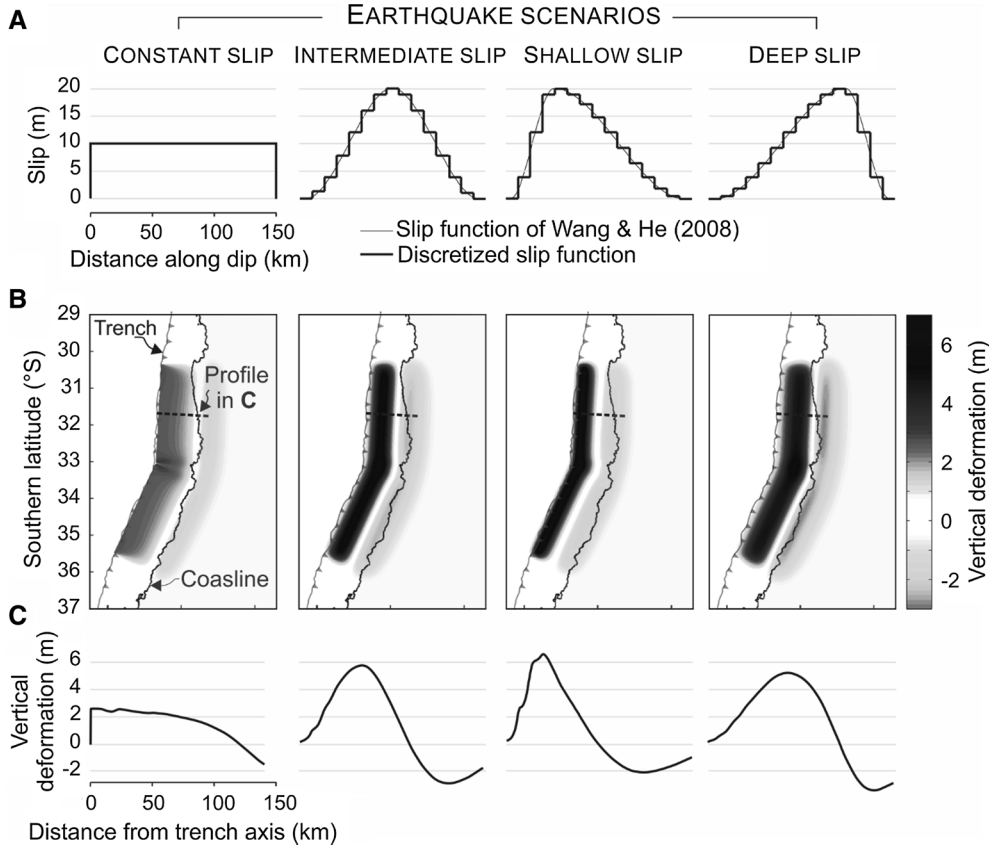 A
EARTHQUAKE SCENARIOS
CONSTANT SLIP INTERMEDIATE SLIP SHALLOW SLIP DEEP SLIP
Slip (m)
20
15
10
5
0
0 50 100 150
Distance along dip (km)
Slip function of Wang & He (2008)
Discretized slip function
B
Southern latitude (°S)
29
30
31
32
33
34
35
36
37
Trench
Profile
in C
Coasline
6
4
2
0
-2
Vertical deformation (m)
C
Vertical
deformation (m)
6
4
2
0
-2
0 50 100 150
Distance from trench axis (km)